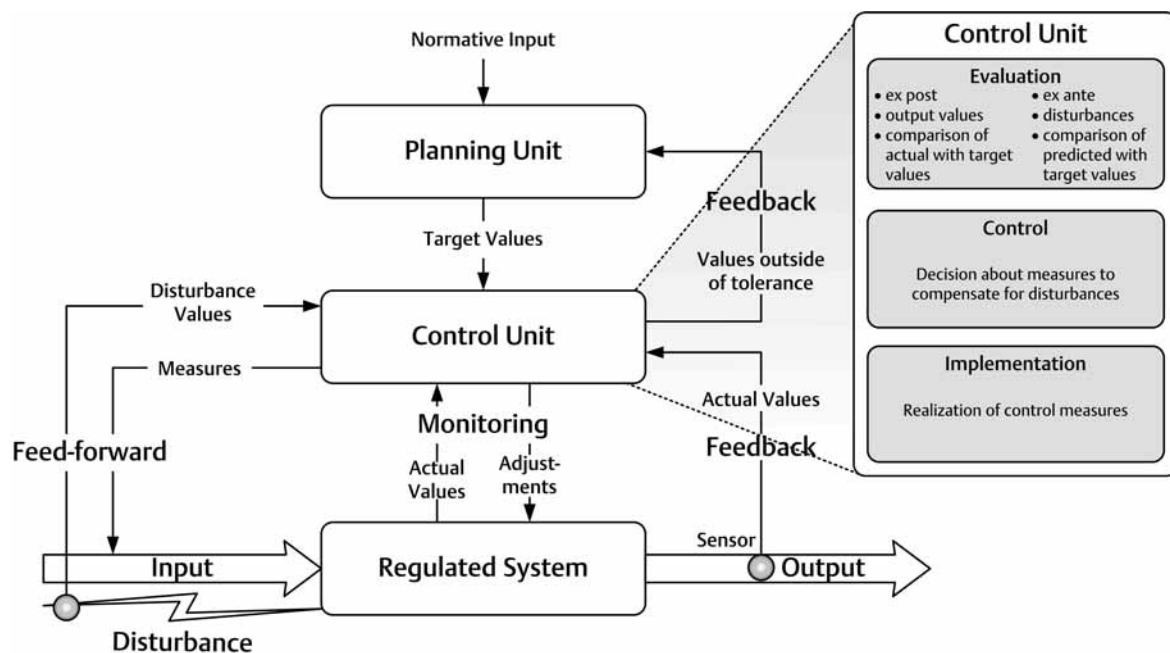 Normative Input
Planning Unit
Target Values
Disturbance
Values
Control Unit
Measures
Feed-forward
Monitoring
Actual
Values
Adjust-
ments
Input
Regulated System
Disturbance
Feedback
Values outside
of tolerance
Actual Values
Feedback
Sensor
Output
Control Unit
Evaluation
• ex post
• output values
• comparison of
actual with target
values
• ex ante
• disturbances
• comparison of
predicted with
target values
Control
Decision about measures to
compensate for disturbances
Implementation
Realization of control measures